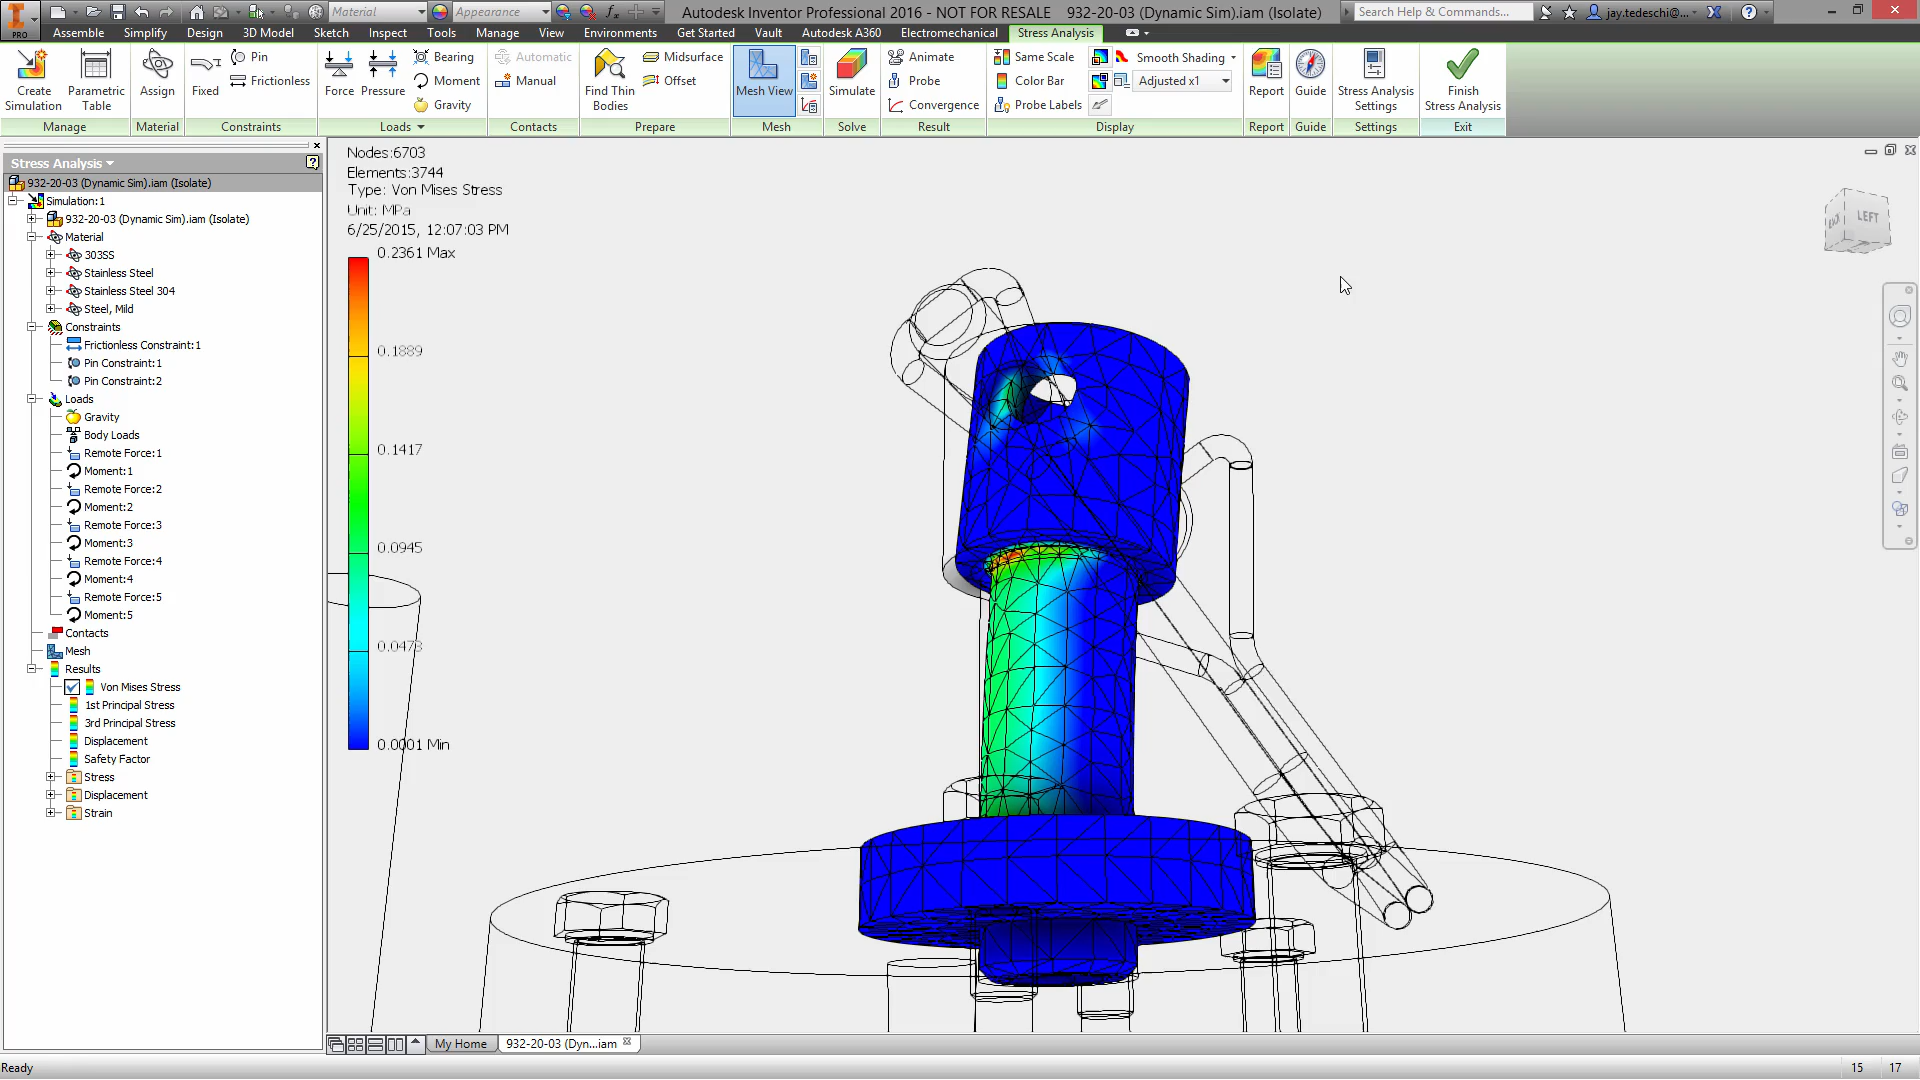 Material
Appearance
Autodesk Inventor Professional 2016 - NOT FOR RESALE 932-20-03 (Dynamic Sim).iam (Isolate)
Search Help & Commands...
jay.tedeschi@...
PRO
Assemble Simplify Design 3D Model Sketch Inspect Tools Manage View Environments Get Started Vault Autodesk A360 Electromechanical Stress Analysis
Create Simulation
Parametric Table
Manage
Assign
Material
Fixed
Pin
Frictionless
Constraints
Force
Pressure
Bearing
Moment
Gravity
Loads
Automatic
Manual
Contacts
Find Thin Bodies
Midsurface
Offset
Prepare
Mesh View
Mesh
Simulate
Solve
Animate
Probe
Convergence
Result
Same Scale
Color Bar
Probe Labels
Smooth Shading
Adjusted x1
Display
Report
Report
Guide
Guide
Stress Analysis Settings
Settings
Finish Stress Analysis
Exit
Stress Analysis
932-20-03 (Dynamic Sim).iam (Isolate)
Simulation:1
932-20-03 (Dynamic Sim).iam (Isolate)
Material
303SS
Stainless Steel
Stainless Steel 304
Steel, Mild
Constraints
Frictionless Constraint:1
Pin Constraint:1
Pin Constraint:2
Loads
Gravity
Body Loads
Remote Force:1
Moment:1
Remote Force:2
Moment:2
Remote Force:3
Moment:3
Remote Force:4
Moment:4
Remote Force:5
Moment:5
Contacts
Mesh
Results
Von Mises Stress
1st Principal Stress
3rd Principal Stress
Displacement
Safety Factor
Stress
Displacement
Strain
Nodes:6703
Elements:3744
Type: Von Mises Stress
Unit: MPa
6/25/2015, 12:07:03 PM
0.2361 Max
0.1889
0.1417
0.0945
0.0473
0.0001 Min
LEFT
My Home
932-20-03 (Dyn...iam
Ready
15 17